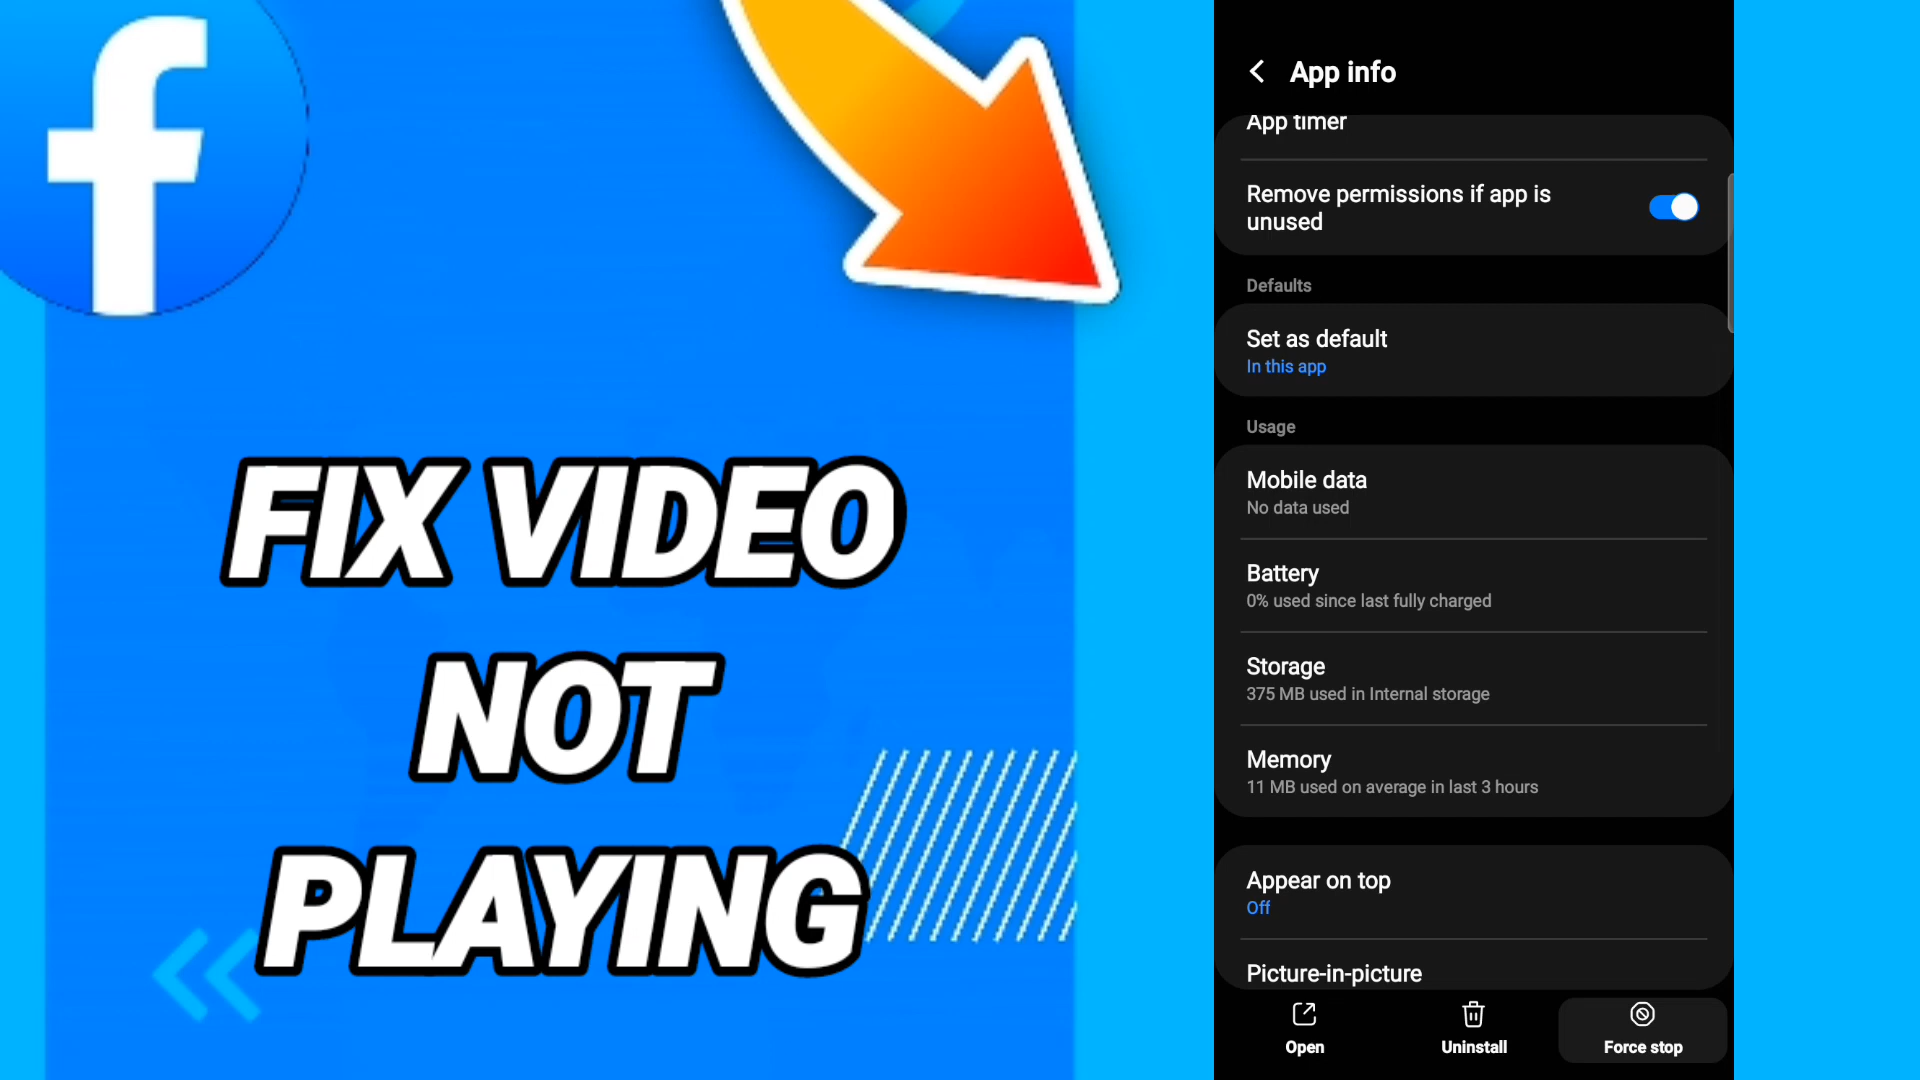 FIX VIDEO
NOT
PLAYING
App info
App timer
Remove permissions if app is
unused
Defaults
Set as default
In this app
Usage
Mobile data
No data used
Battery
0% used since last fully charged
Storage
375 MB used in Internal storage
Memory
11 MB used on average in last 3 hours
Appear on top
Off
Picture-in-picture
Open
Uninstall
Force stop